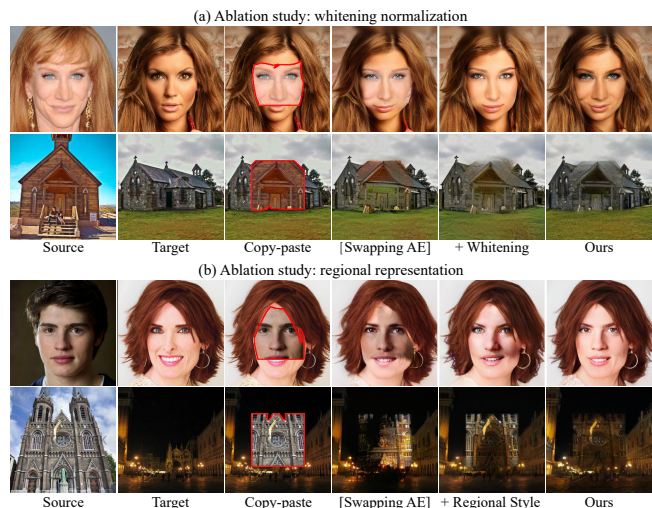 (a) Ablation study: whitening normalization
Source Target Copy-paste [Swapping AE] + Whitening Ours
(b) Ablation study: regional representation
Source Target Copy-paste [Swapping AE] + Regional Style Ours